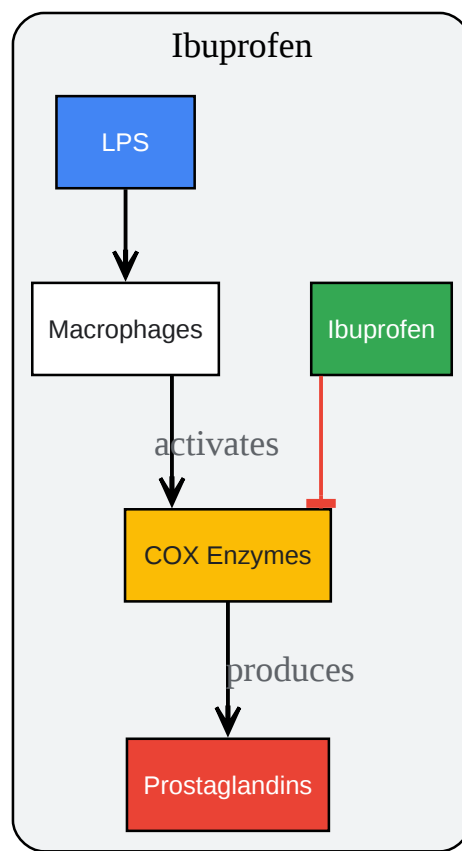 Ibuprofen
LPS
Macrophages
Ibuprofen
activates
COX Enzymes
produces
Prostaglandins